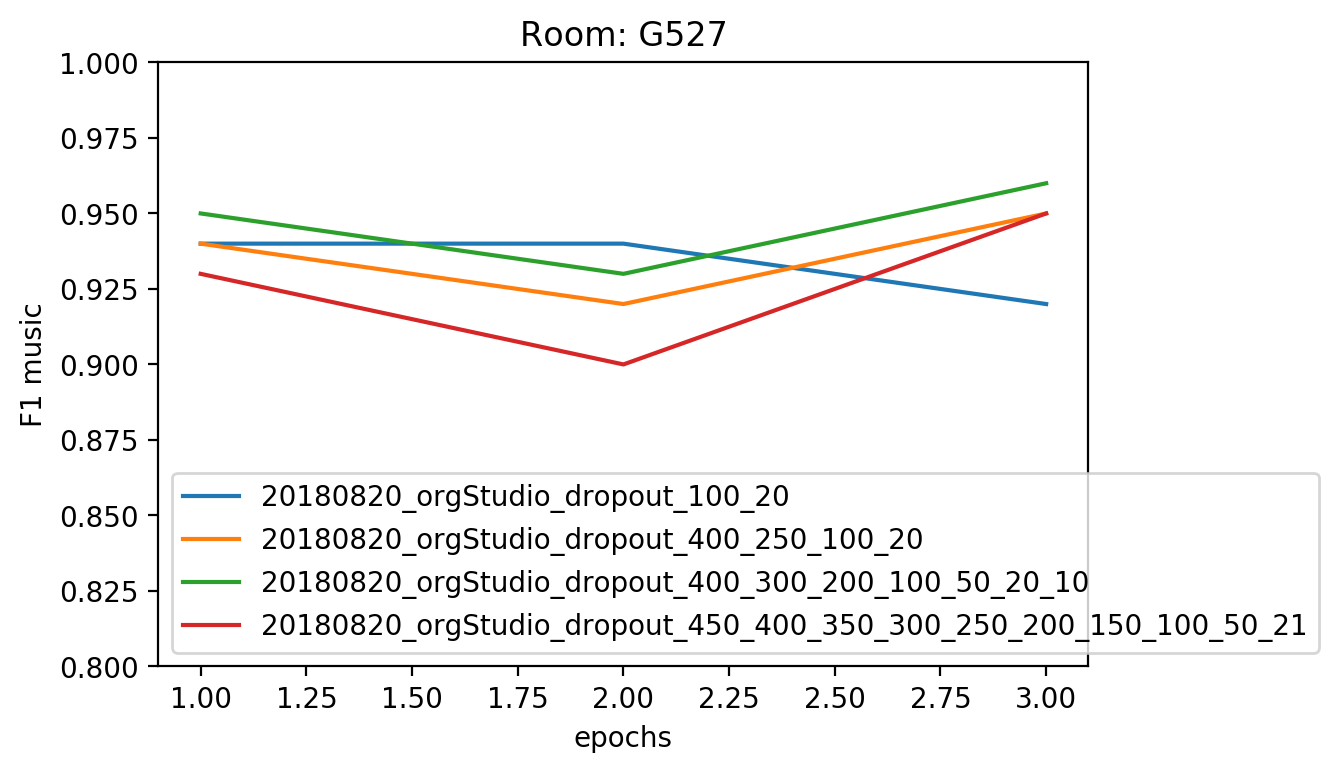 Room: G527
1.000
0.975
0.950
0.925
0.900
0.875
0.850
0.825
0.800
F1 music
20180820_orgStudio_dropout_100_20
20180820_orgStudio_dropout_400_250_100_20
20180820_orgStudio_dropout_400_300_200_100_50_20_10
20180820_orgStudio_dropout_450_400_350_300_250_200_150_100_50_21
1.00 1.25 1.50 1.75 2.00 2.25 2.50 2.75 3.00
epochs